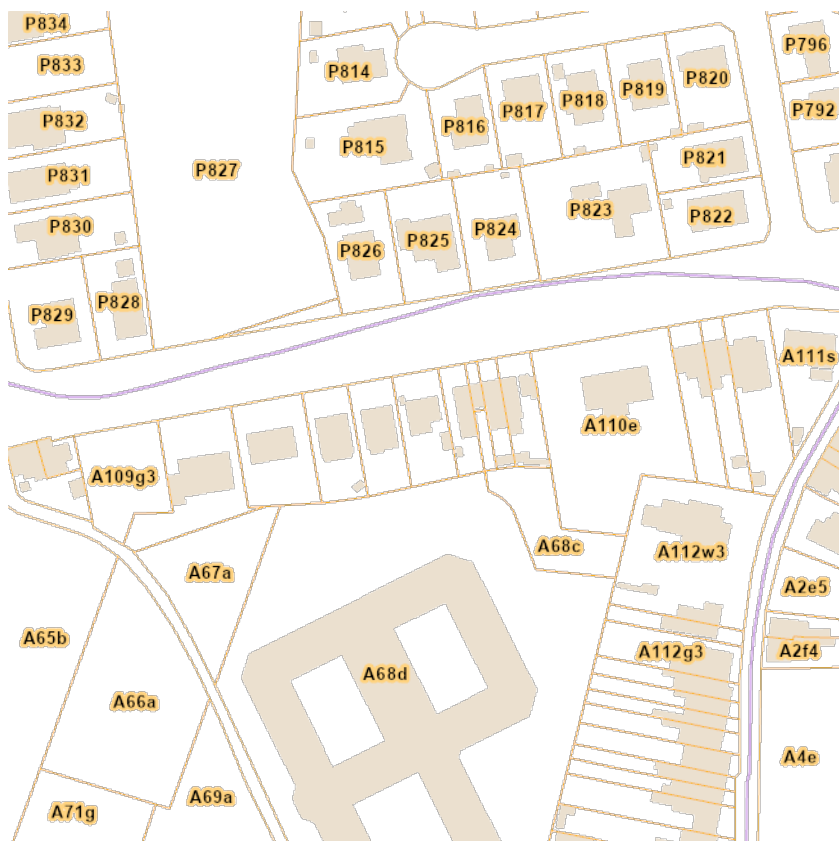 P834
P833
P832
P831
P830
P829
P828
P827
P814
P815
P816
P817
P818
P819
P820
P796
P792
P821
P822
P823
P824
P825
P826
A111s
A110e
A109g3
A68c
A112w3
A67a
A2e5
A65b
A112g3
A2f4
A68d
A66a
A4e
A69a
A71g